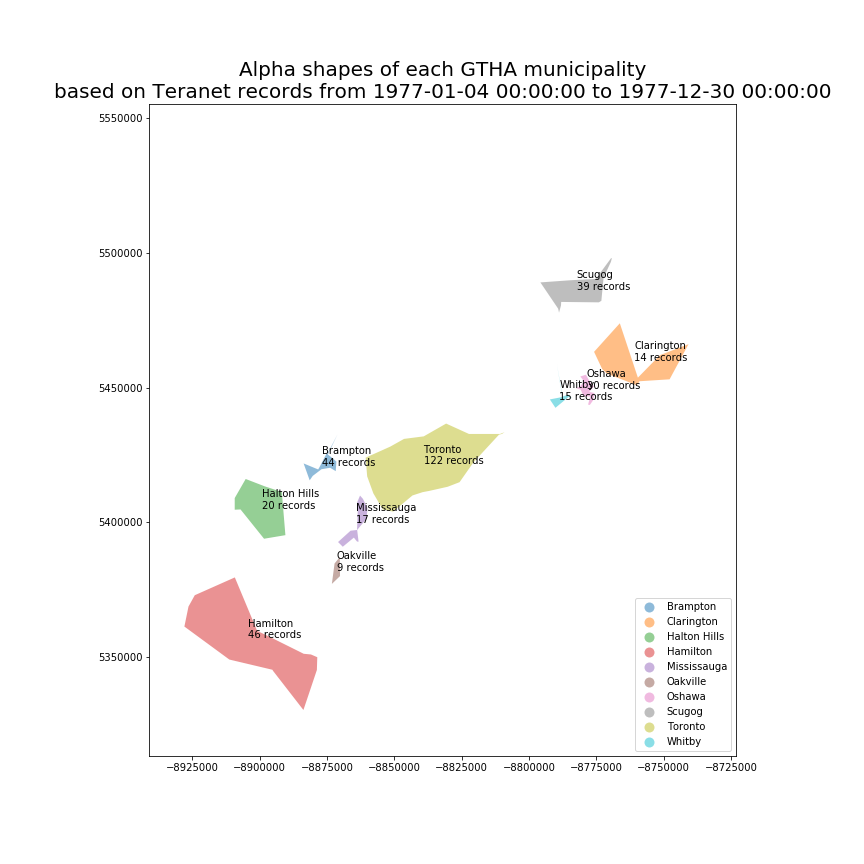 Alpha shapes of each GTHA municipality
based on Teranet records from 1977-01-04 00:00:00 to 1977-12-30 00:00:00
5550000
5500000
5450000
5400000
5350000
Scugog
39 records
Clarington
14 records
Oshawa
30 records
Whitby
15 records
Toronto
122 records
Brampton
44 records
Halton Hills
20 records
Mississauga
17 records
Oakville
9 records
Hamilton
46 records
Brampton
Clarington
Halton Hills
Hamilton
Mississauga
Oakville
Oshawa
Scugog
Toronto
Whitby
−8925000 −8900000 −8875000 −8850000 −8825000 −8800000 −8775000 −8750000 −8725000